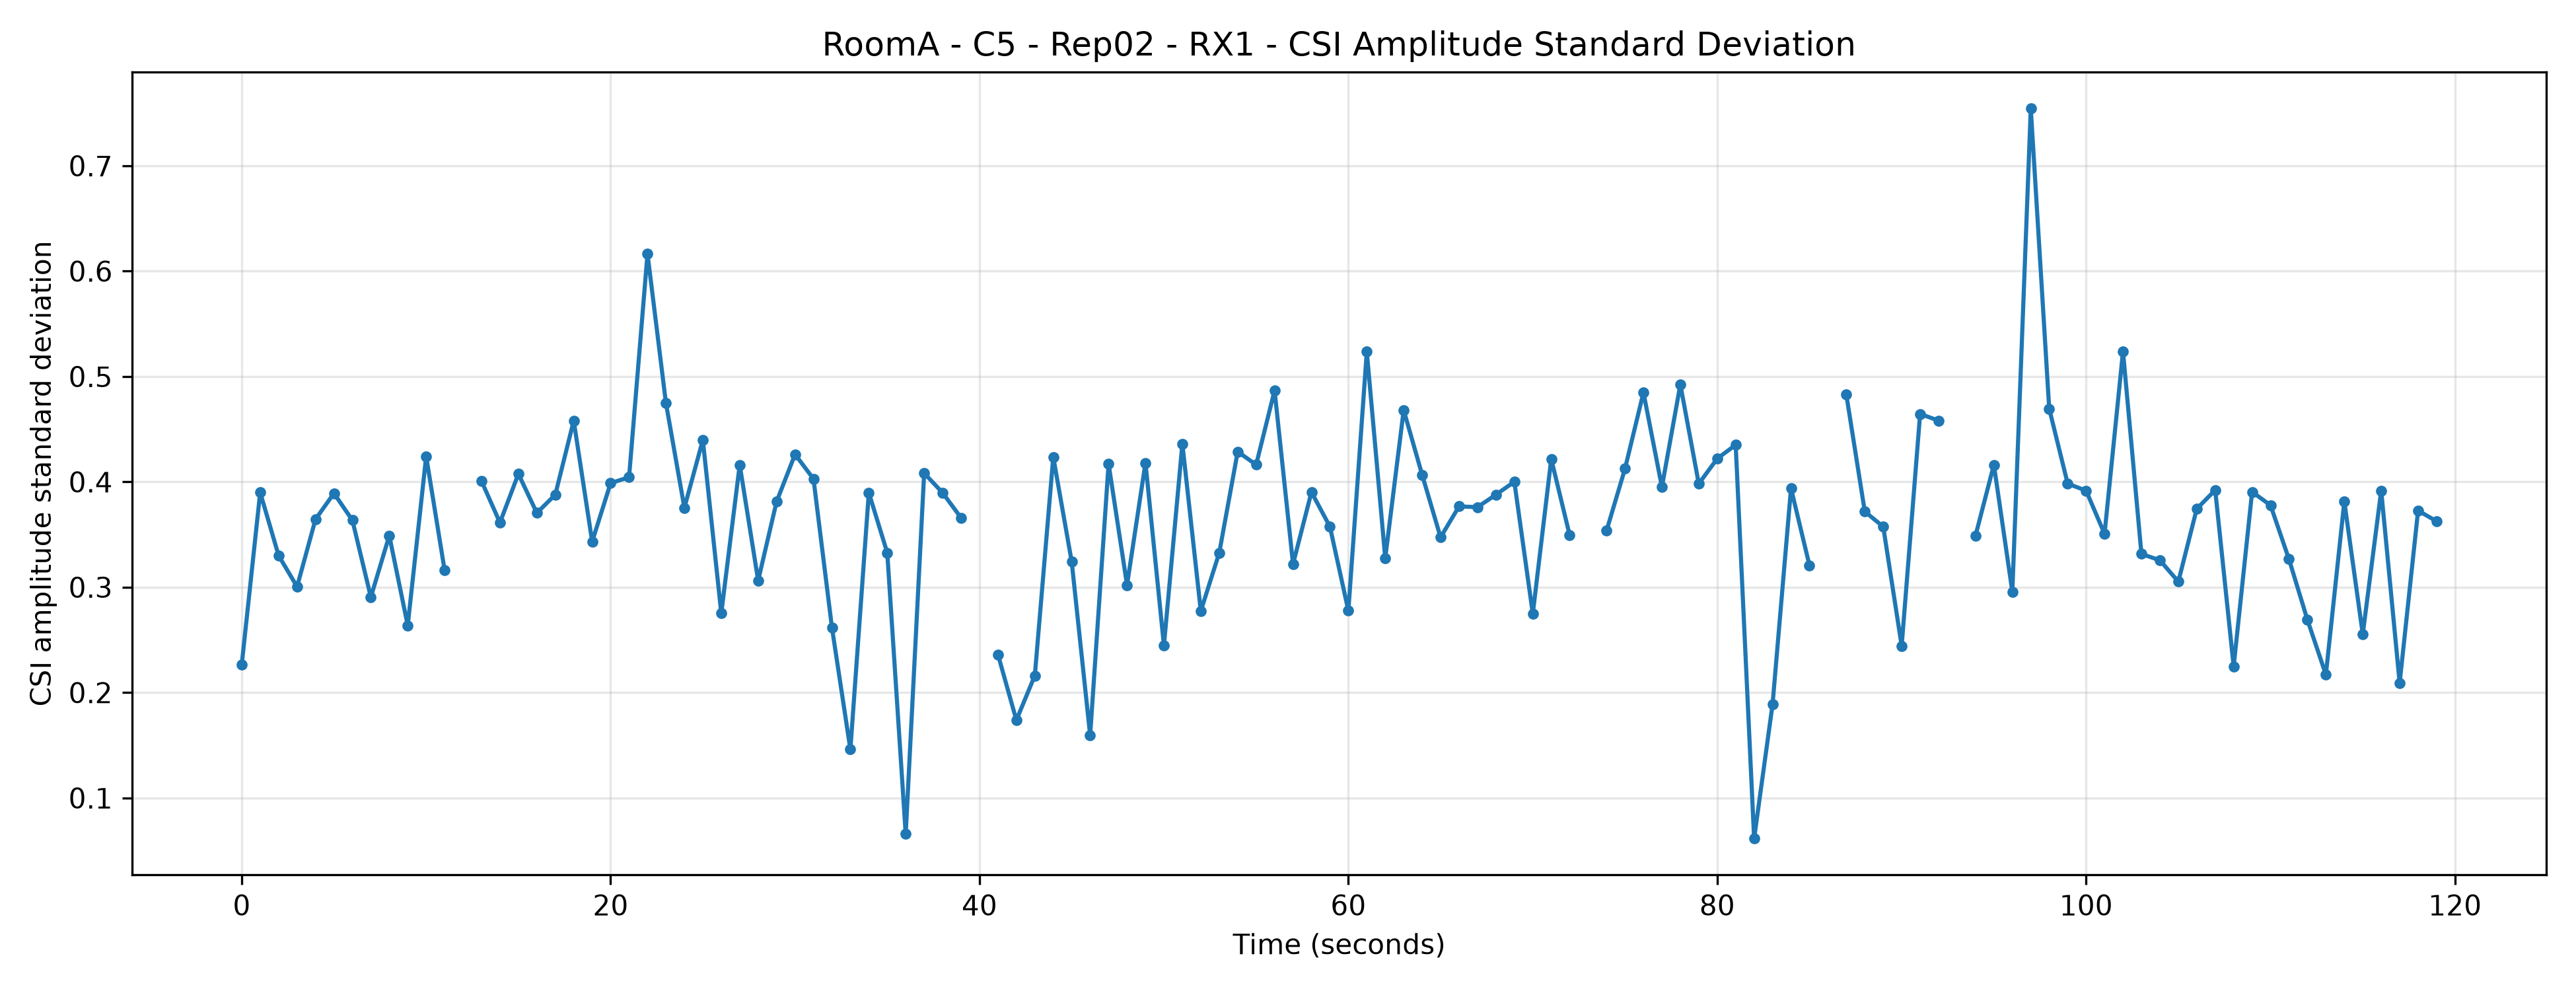 RoomA - C5 - Rep02 - RX1 - CSI Amplitude Standard Deviation
CSI amplitude standard deviation
0.7
0.6
0.5
0.4
0.3
0.2
0.1
0 20 40 60 80 100 120
Time (seconds)